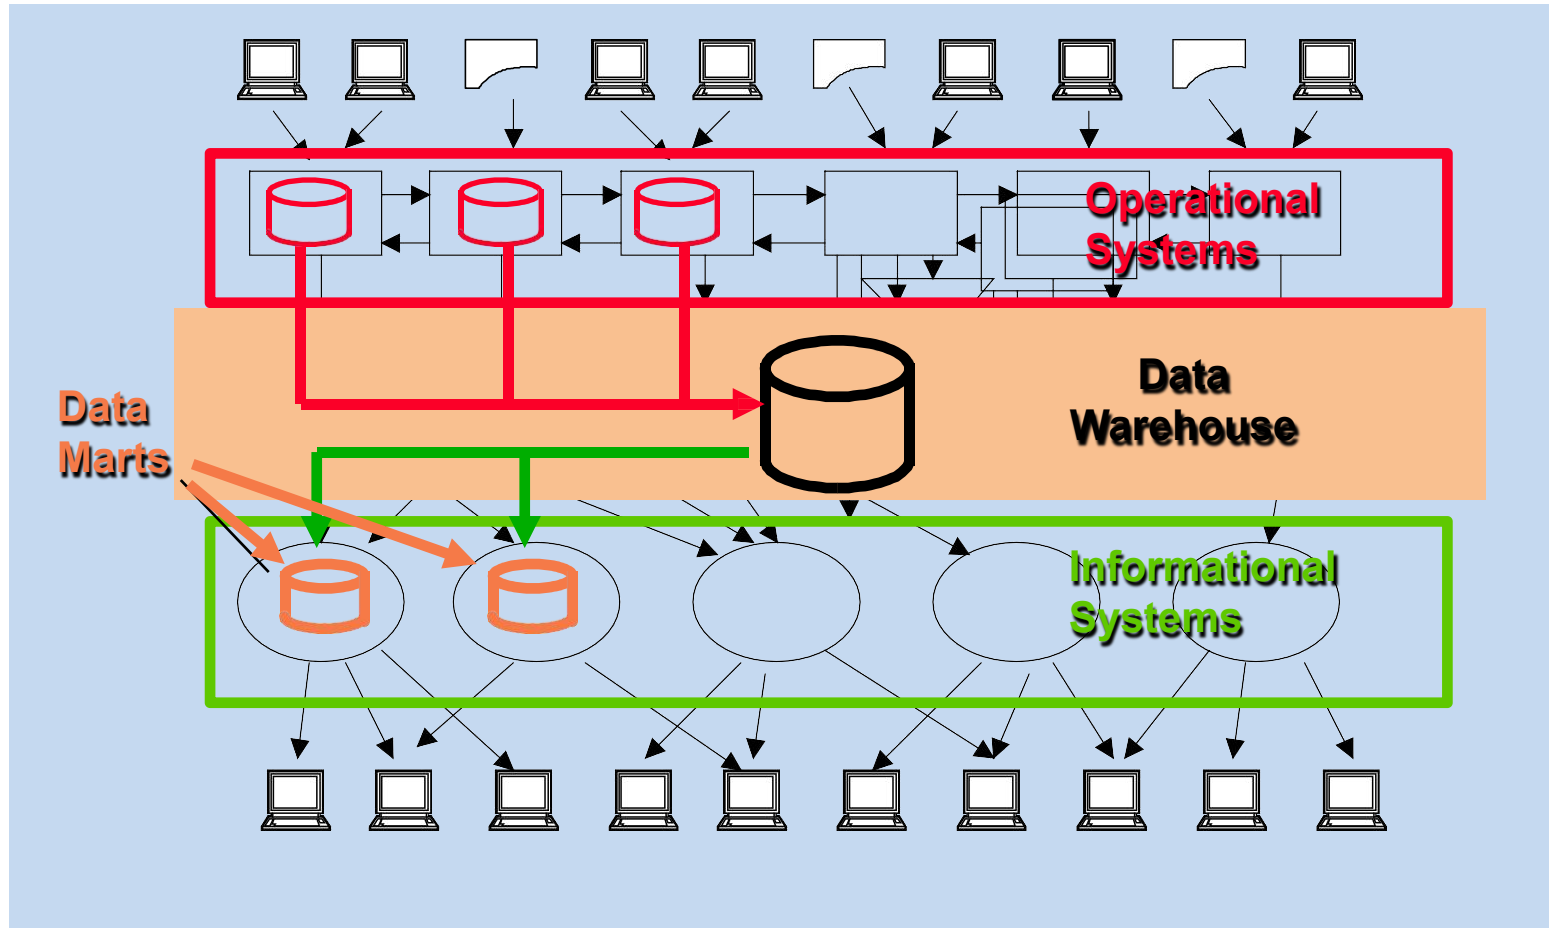 Operational
Systems
Data
Warehouse
Data
Marts
Informational
Systems